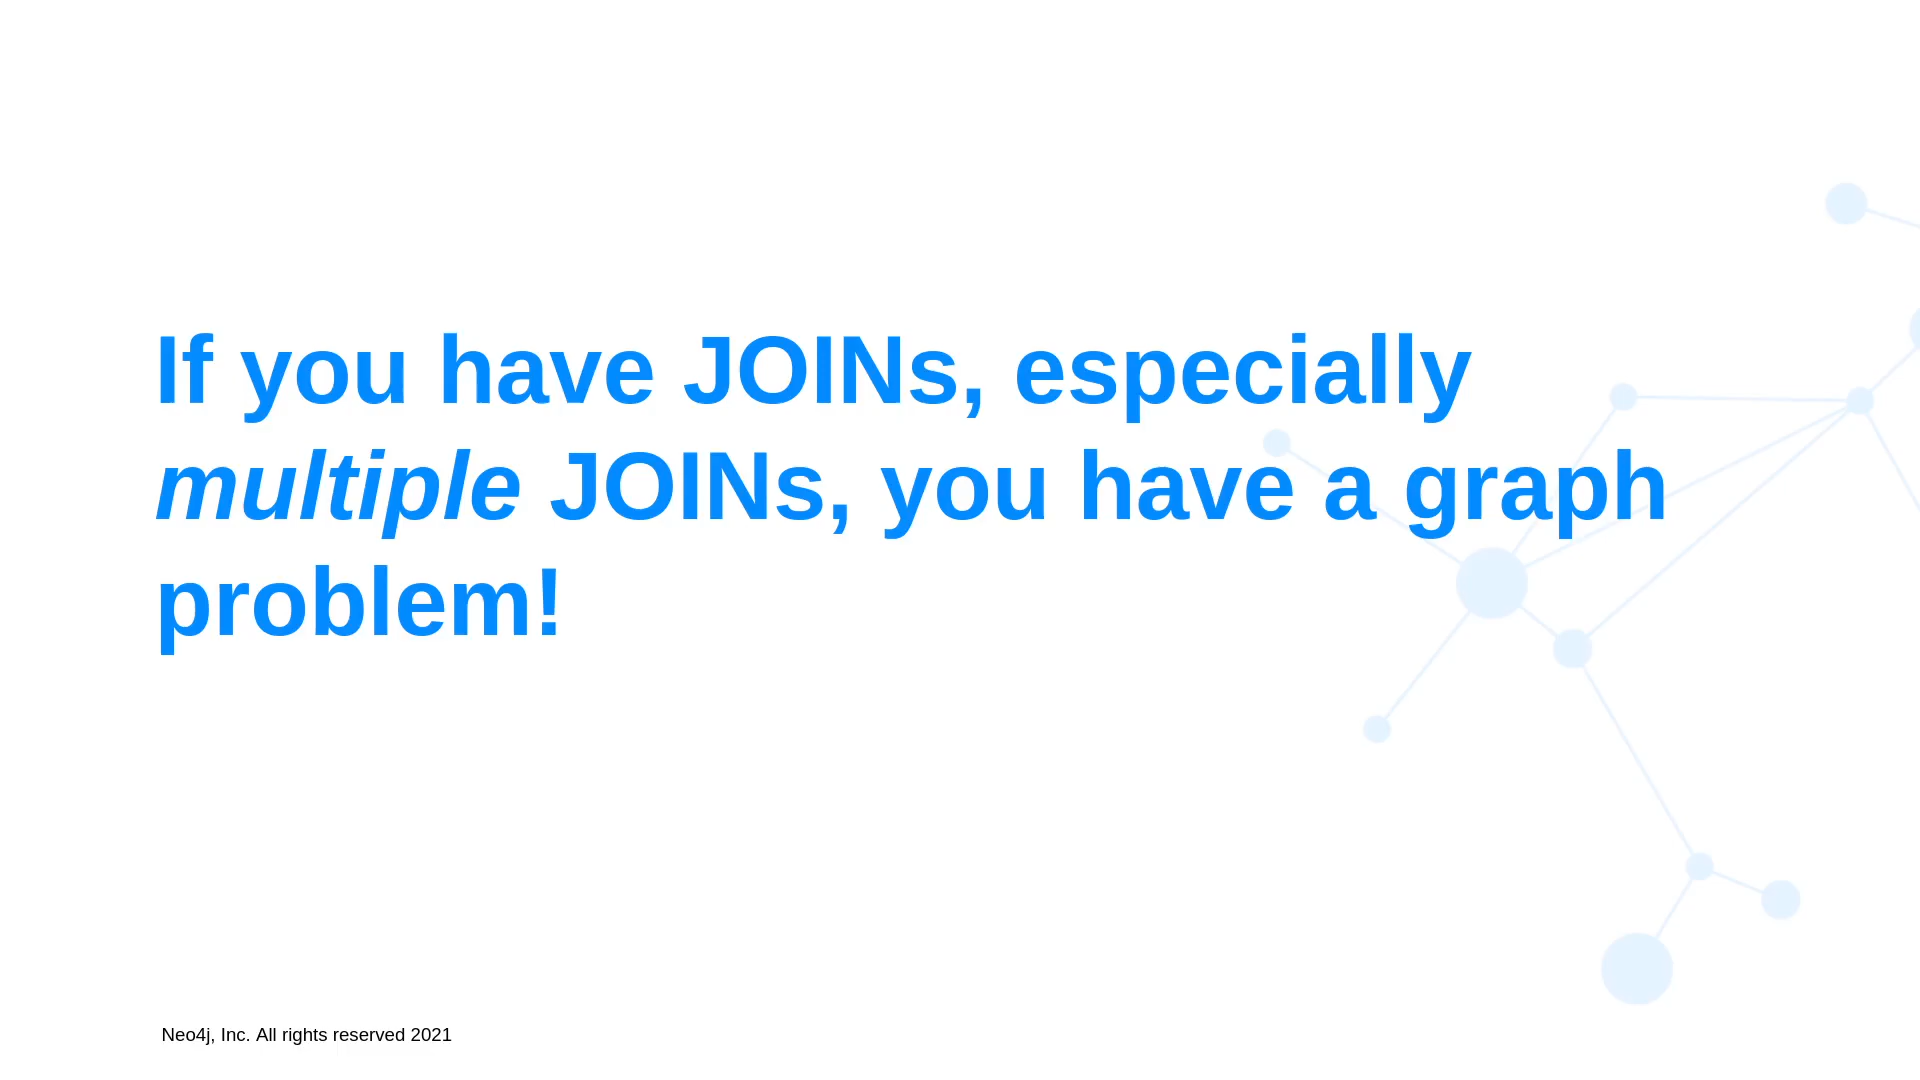 If you have JOINs, especially
multiple JOINs, you have a graph
problem!
Neo4j, Inc. All rights reserved 2021